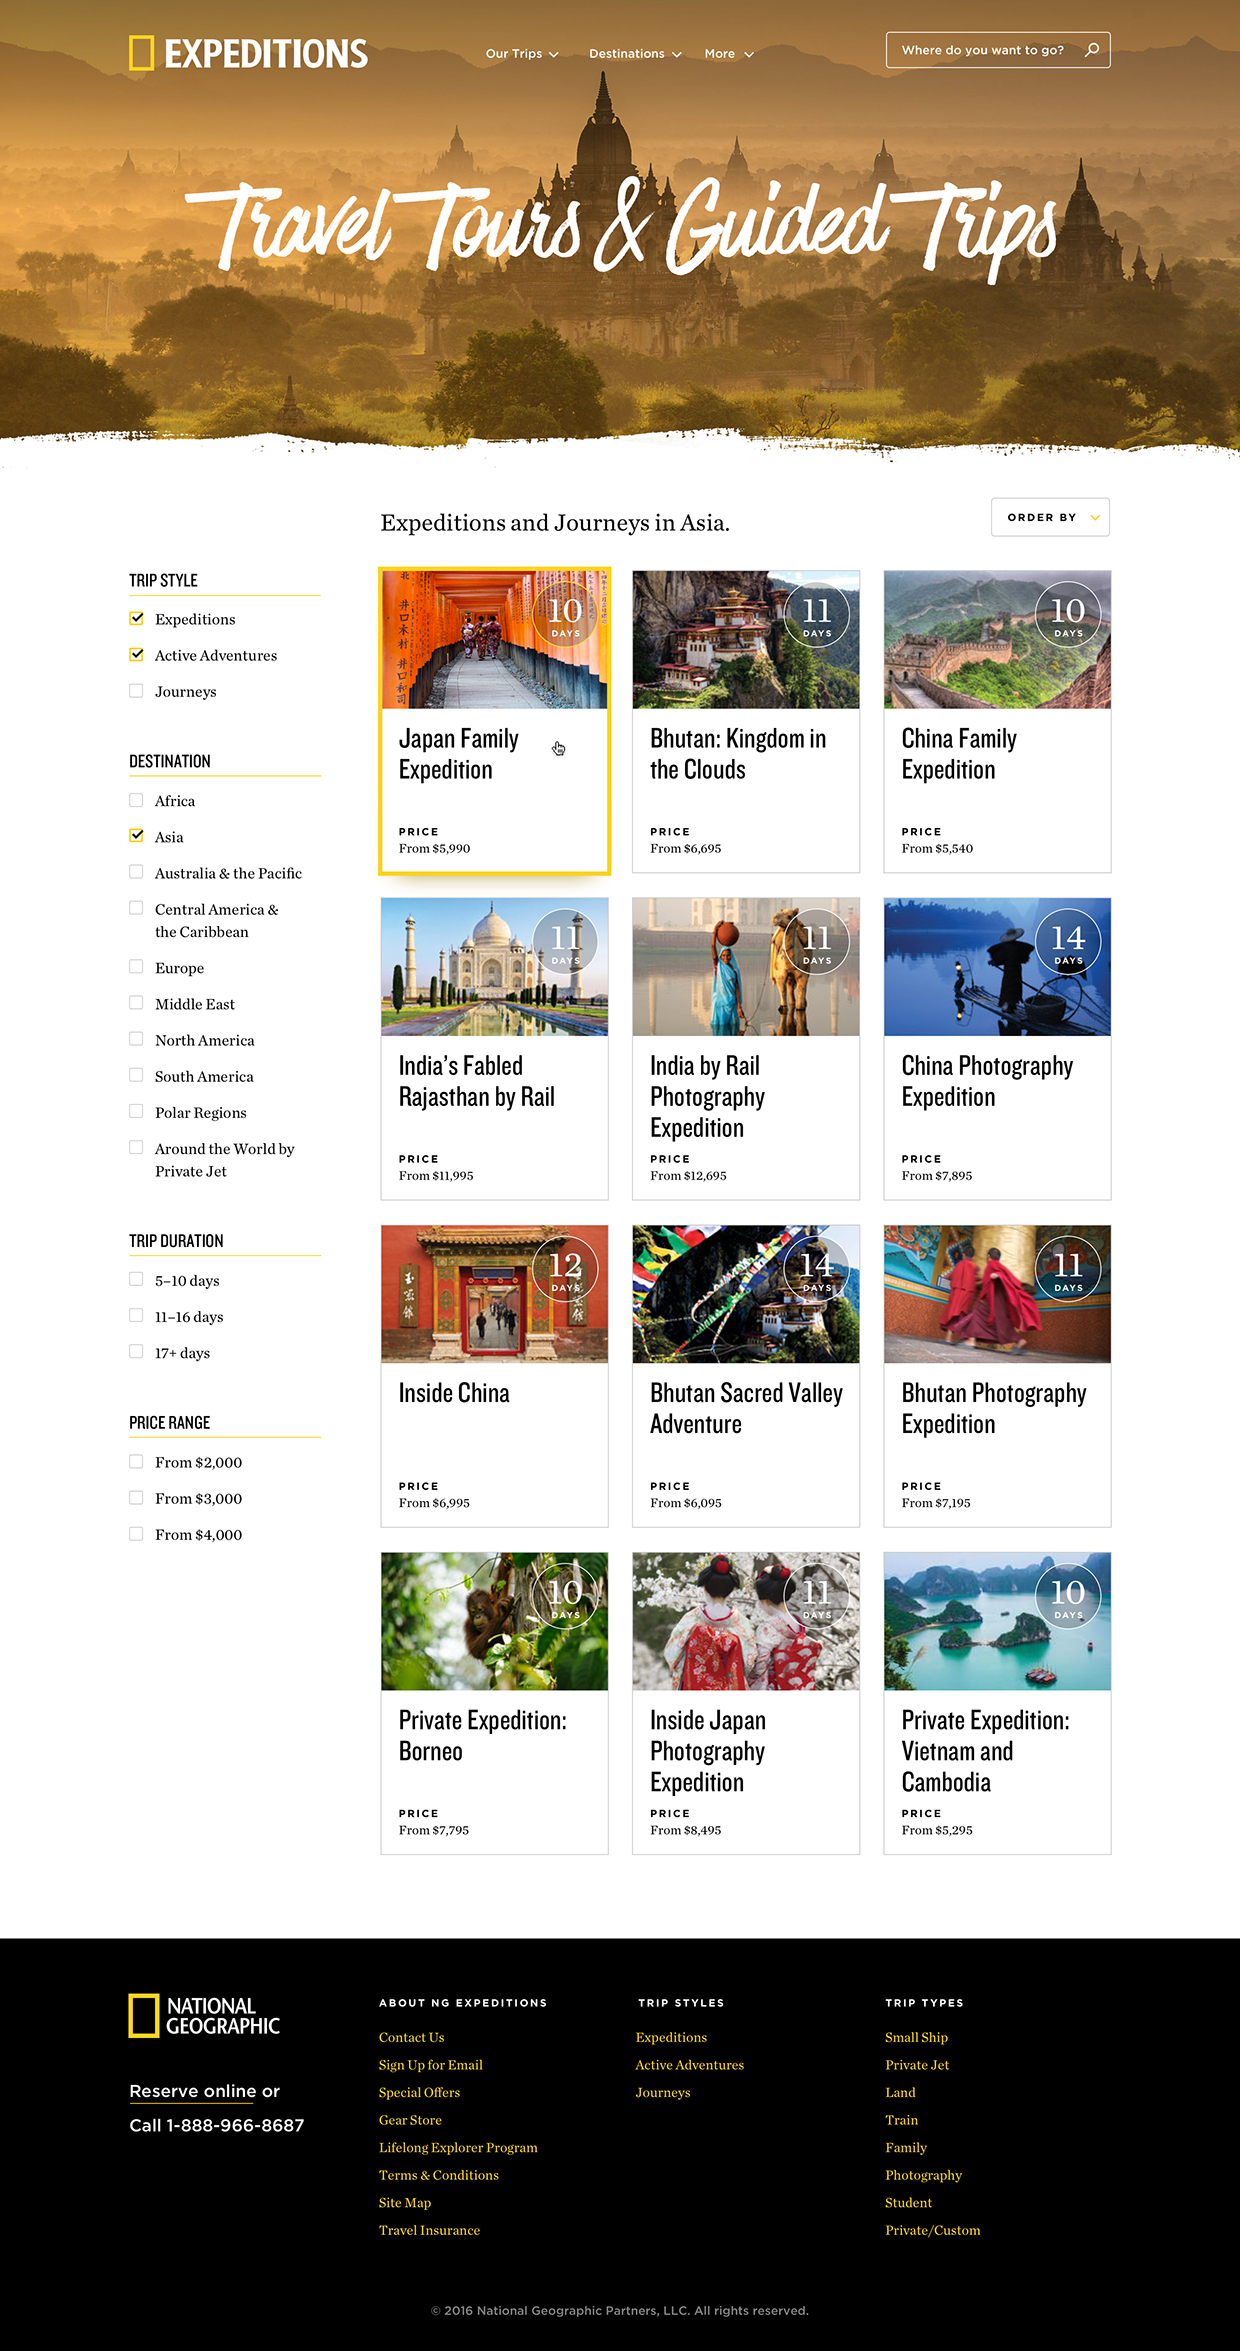 EXPEDITIONS
Our Trips
Destinations
More
Where do you want to go?
Travel Tours & Guided Trips
Expeditions and Journeys in Asia.
ORDER BY
TRIP STYLE
Expeditions
Active Adventures
Journeys
DESTINATION
Africa
Asia
Australia & the Pacific
Central America &
the Caribbean
Europe
Middle East
North America
South America
Polar Regions
Around the World by
Private Jet
TRIP DURATION
5–10 days
11–16 days
17+ days
PRICE RANGE
From $2,000
From $3,000
From $4,000
10
DAYS
Japan Family
Expedition
PRICE
From $5,990
11
DAYS
Bhutan: Kingdom in
the Clouds
PRICE
From $6,695
10
DAYS
China Family
Expedition
PRICE
From $5,540
11
DAYS
India’s Fabled
Rajasthan by Rail
PRICE
From $11,995
11
DAYS
India by Rail
Photography
Expedition
PRICE
From $12,695
14
DAYS
China Photography
Expedition
PRICE
From $7,895
12
DAYS
Inside China
PRICE
From $6,995
14
DAYS
Bhutan Sacred Valley
Adventure
PRICE
From $6,095
11
DAYS
Bhutan Photography
Expedition
PRICE
From $7,195
10
DAYS
Private Expedition:
Borneo
PRICE
From $7,795
11
DAYS
Inside Japan
Photography
Expedition
PRICE
From $8,495
10
DAYS
Private Expedition:
Vietnam and
Cambodia
PRICE
From $5,295
NATIONAL
GEOGRAPHIC
Reserve online or
Call 1-888-966-8687
ABOUT NG EXPEDITIONS
Contact Us
Sign Up for Email
Special Offers
Gear Store
Lifelong Explorer Program
Terms & Conditions
Site Map
Travel Insurance
TRIP STYLES
Expeditions
Active Adventures
Journeys
TRIP TYPES
Small Ship
Private Jet
Land
Train
Family
Photography
Student
Private/Custom
© 2016 National Geographic Partners, LLC. All rights reserved.